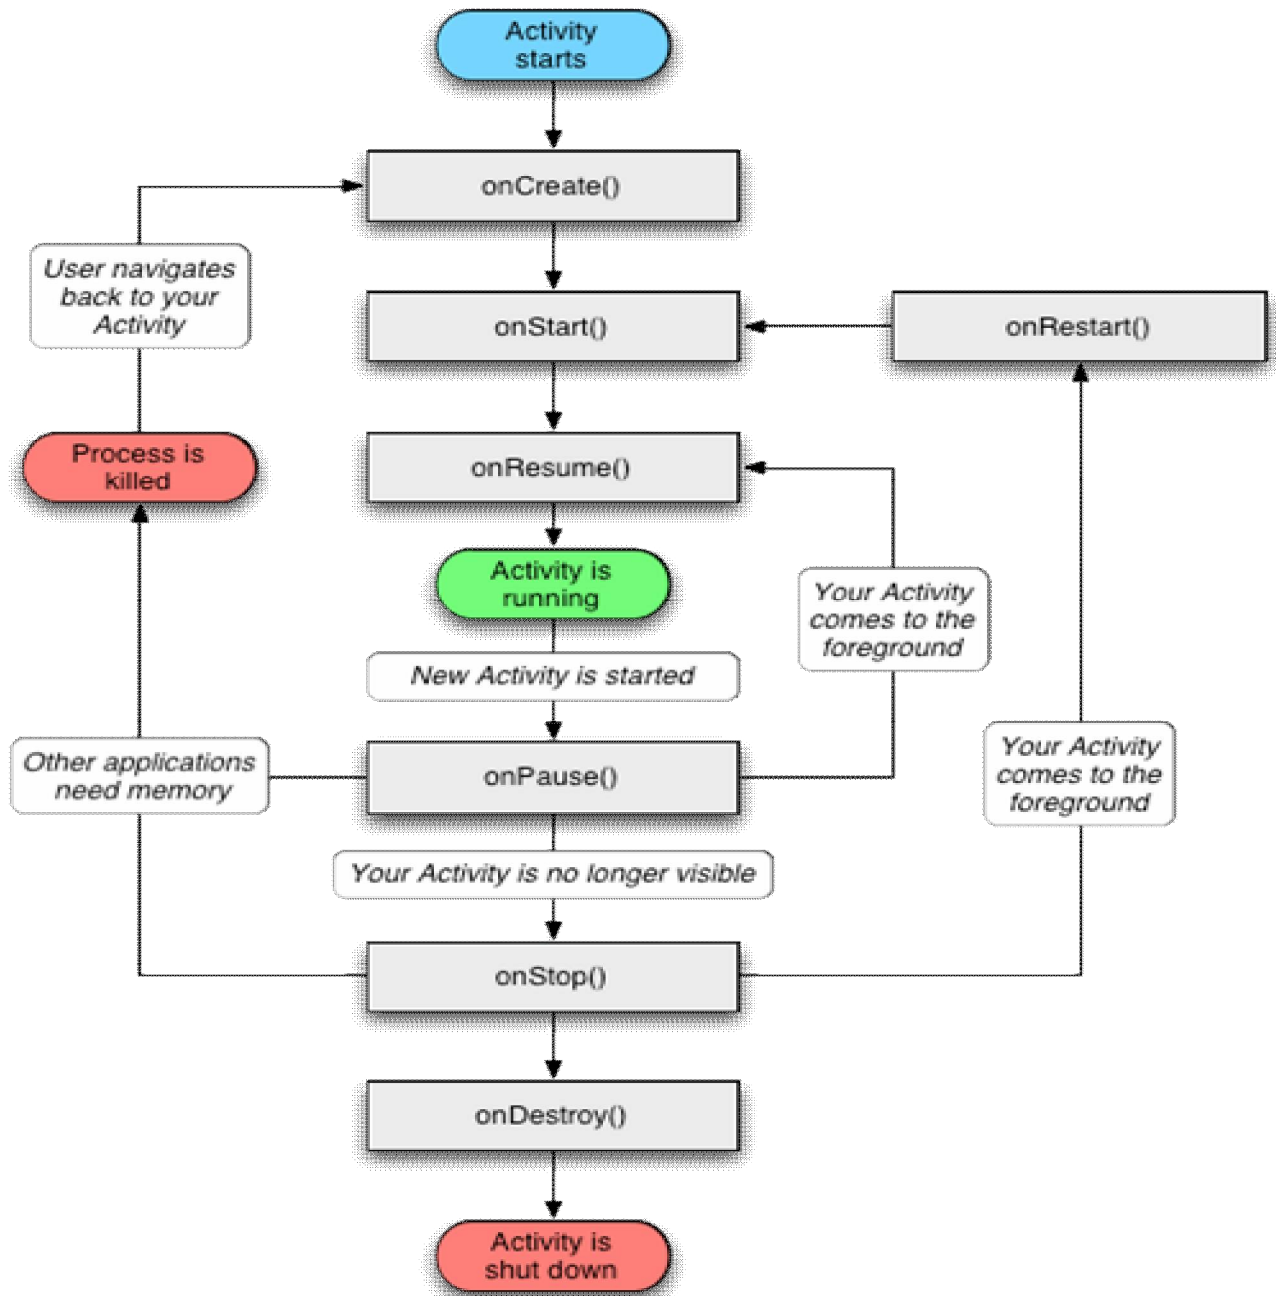 Activity
starts
onCreate()
User navigates
back to your
Activity
onStart()
onRestart()
Process is
killed
onResume()
Activity is
running
Your Activity
comes to the
foreground
New Activity is started
Other applications
need memory
onPause()
Your Activity
comes to the
foreground
Your Activity is no longer visible
onStop()
onDestroy()
Activity is
shut down